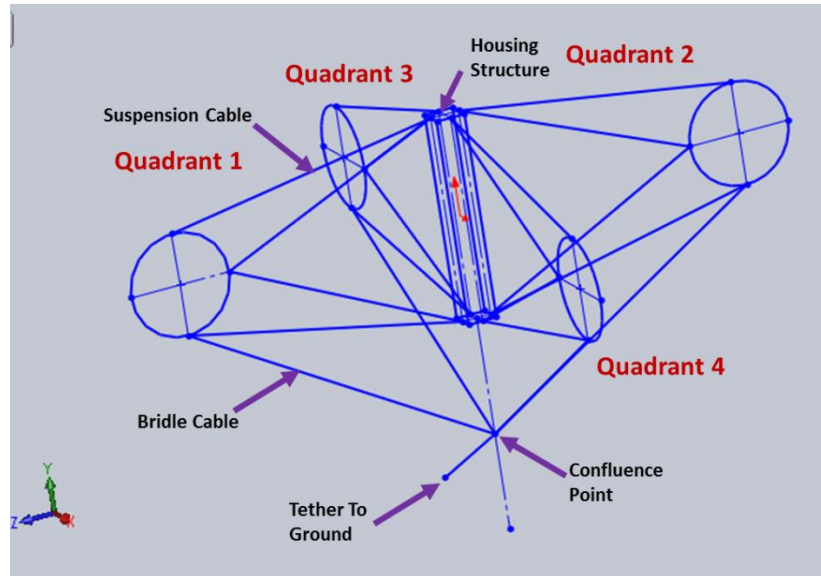 Housing
Structure
Quadrant 2
Quadrant 3
Suspension Cable
Quadrant 1
Quadrant 4
Bridle Cable
Confluence
Point
Tether To
Ground
Y
Z
X